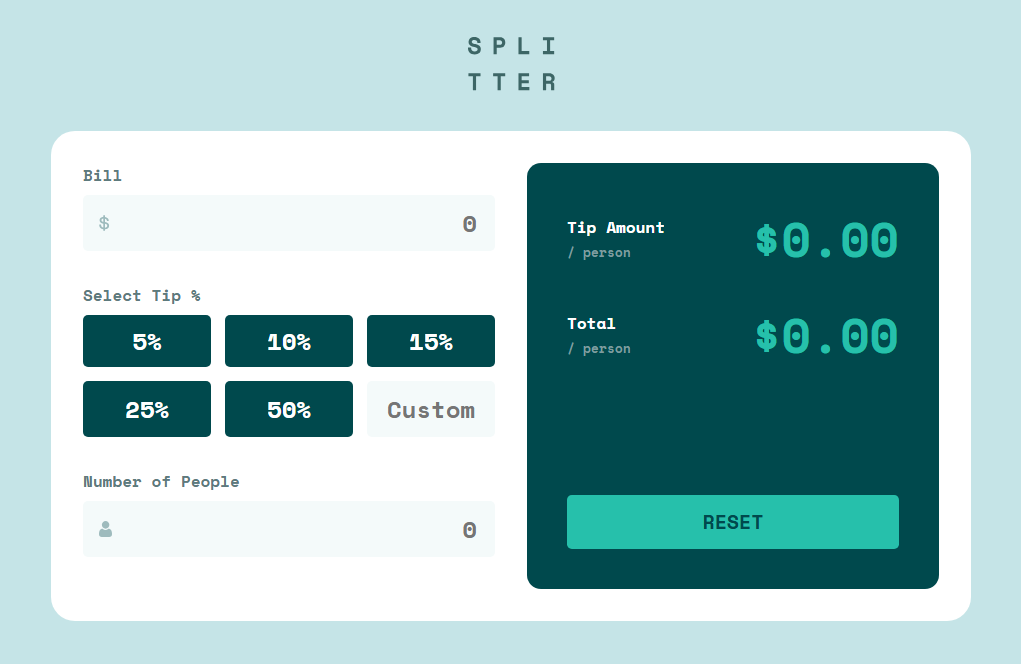 SPLI
TTER
Bill
$ 0
Select Tip %
5% 10% 15%
25% 50% Custom
Number of People
0
Tip Amount
/ person
$0.00
Total
/ person
$0.00
RESET